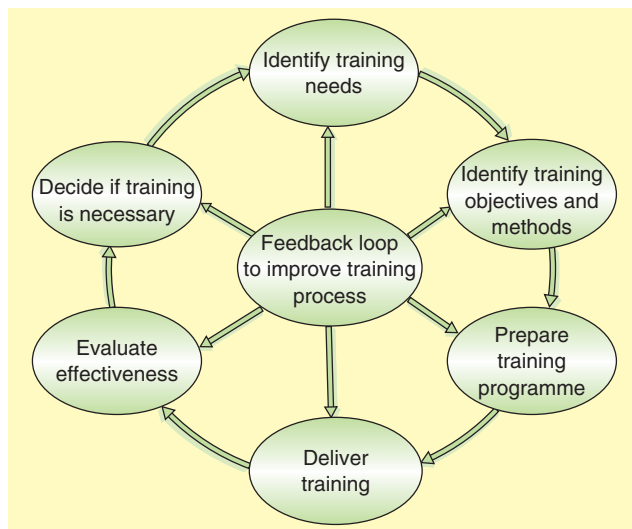 Identify training
needs
Identify training
objectives and
methods
Prepare
training
programme
Deliver
training
Evaluate
effectiveness
Decide if training
is necessary
Feedback loop
to improve training
process